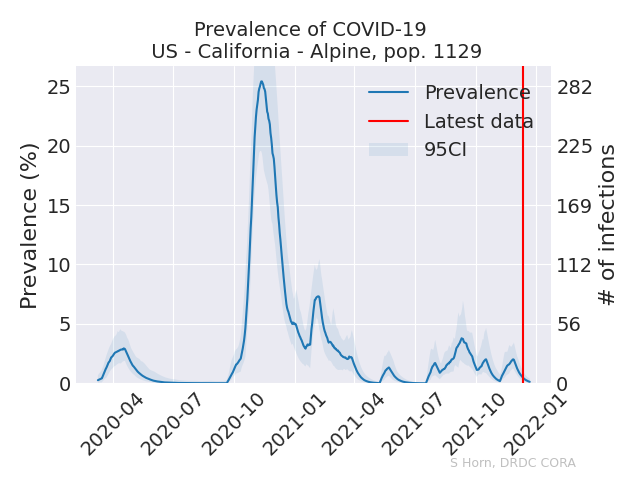 Prevalence of COVID-19
US - California - Alpine, pop. 1129
Prevalence (%)
25
20
15
10
5
0
Prevalence
Latest data
95CI
282
225
169
112
56
0
# of infections
2020-04
2020-07
2020-10
2021-01
2021-04
2021-07
2021-10
2022-01
S Horn, DRDC CORA